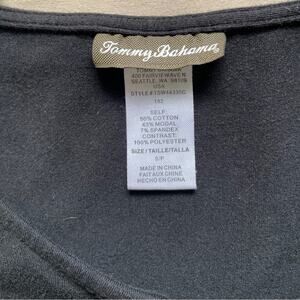 Tommy Bahama
TOMMY BAHAMA
400 FAIRVIEW AVE N
SEATTLE, WA 98109
USA
SELF:
50% COTTON
43% MODAL
7% SPANDEX
CONTRAST:
100% POLYESTER
SIZE/TAILLE/TALLA
S/P
MADE IN CHINA
FAIT AUX CHINE
HECHO EN CHINA